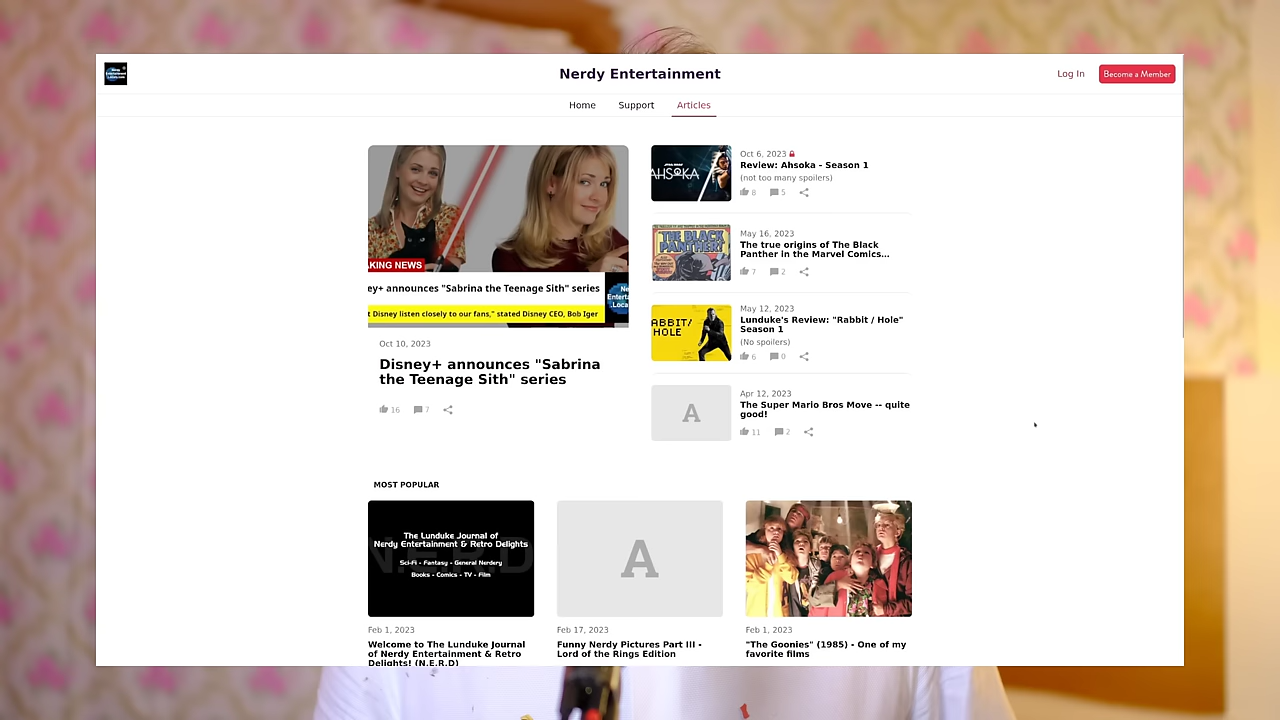 Nerdy Entertainment
Log In
Become a Member
Home
Support
Articles
AKING NEWS
ey+ announces "Sabrina the Teenage Sith" series
t Disney listen closely to our fans," stated Disney CEO, Bob Iger
Oct 10, 2023
Disney+ announces "Sabrina
the Teenage Sith" series
16
7
STAR WARS
AHSOKA
Oct 6, 2023
Review: Ahsoka - Season 1
(not too many spoilers)
8
5
THE BLACK
PANTHER!
May 16, 2023
The true origins of The Black
Panther in the Marvel Comics...
7
2
RABBIT/
HOLE
May 12, 2023
Lunduke's Review: "Rabbit / Hole"
Season 1
(No spoilers)
6
0
A
Apr 12, 2023
The Super Mario Bros Move -- quite
good!
11
2
MOST POPULAR
The Lunduke Journal of
Nerdy Entertainment & Retro Delights
Sci-Fi - Fantasy - General Nerdery
Books - Comics - TV - Film
Feb 1, 2023
Welcome to The Lunduke Journal
of Nerdy Entertainment & Retro
Delights! (N.E.R.D)
A
Feb 17, 2023
Funny Nerdy Pictures Part III -
Lord of the Rings Edition
Feb 1, 2023
"The Goonies" (1985) - One of my
favorite films